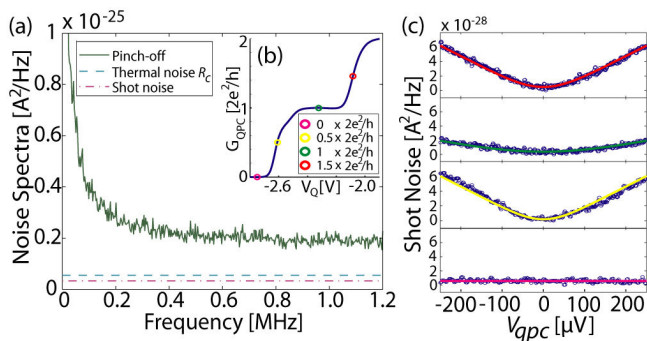 (a)
1
× 10⁻²⁵
Pinch-off
Thermal noise R_C
Shot noise
Noise Spectra [A²/Hz]
0.8
0.6
0.4
0.2
0
0
0.2
0.4
0.6
0.8
1.0
1.2
Frequency [MHz]
(b)
G_QPC [2e²/h]
2
1
0
0 x 2e²/h
0.5x 2e²/h
1 x 2e²/h
1.5 x 2e²/h
-2.6
-2.0
V_Q[V]
(c)
x 10⁻²⁸
Shot Noise [A²/Hz]
6
4
2
0
4
2
0
6
4
2
0
4
2
0
-200
-100
0
100
200
V_qpc [µV]